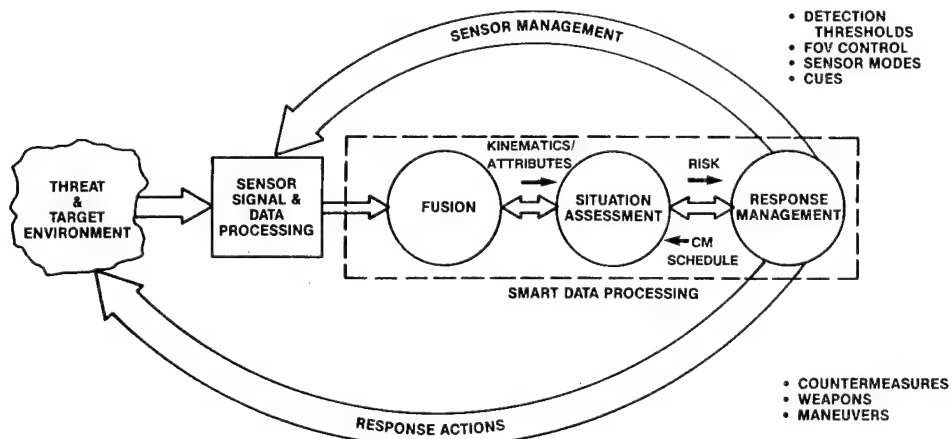 SENSOR MANAGEMENT
• DETECTION
THRESHOLDS
• FOV CONTROL
• SENSOR MODES
• CUES
THREAT
&
TARGET
ENVIRONMENT
SENSOR
SIGNAL &
DATA
PROCESSING
FUSION
KINEMATICS/
ATTRIBUTES
SITUATION
ASSESSMENT
RISK
CM
SCHEDULE
RESPONSE
MANAGEMENT
SMART DATA PROCESSING
RESPONSE ACTIONS
• COUNTERMEASURES
• WEAPONS
• MANEUVERS